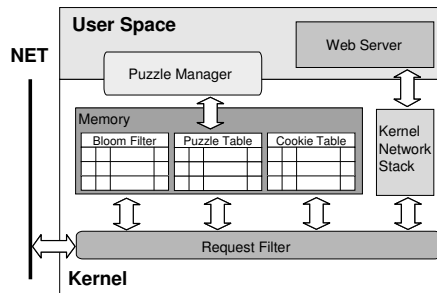 User Space
Web Server
NET
Puzzle Manager
Memory
Bloom Filter
Puzzle Table
Cookie Table
Kernel
Network
Stack
Request Filter
Kernel